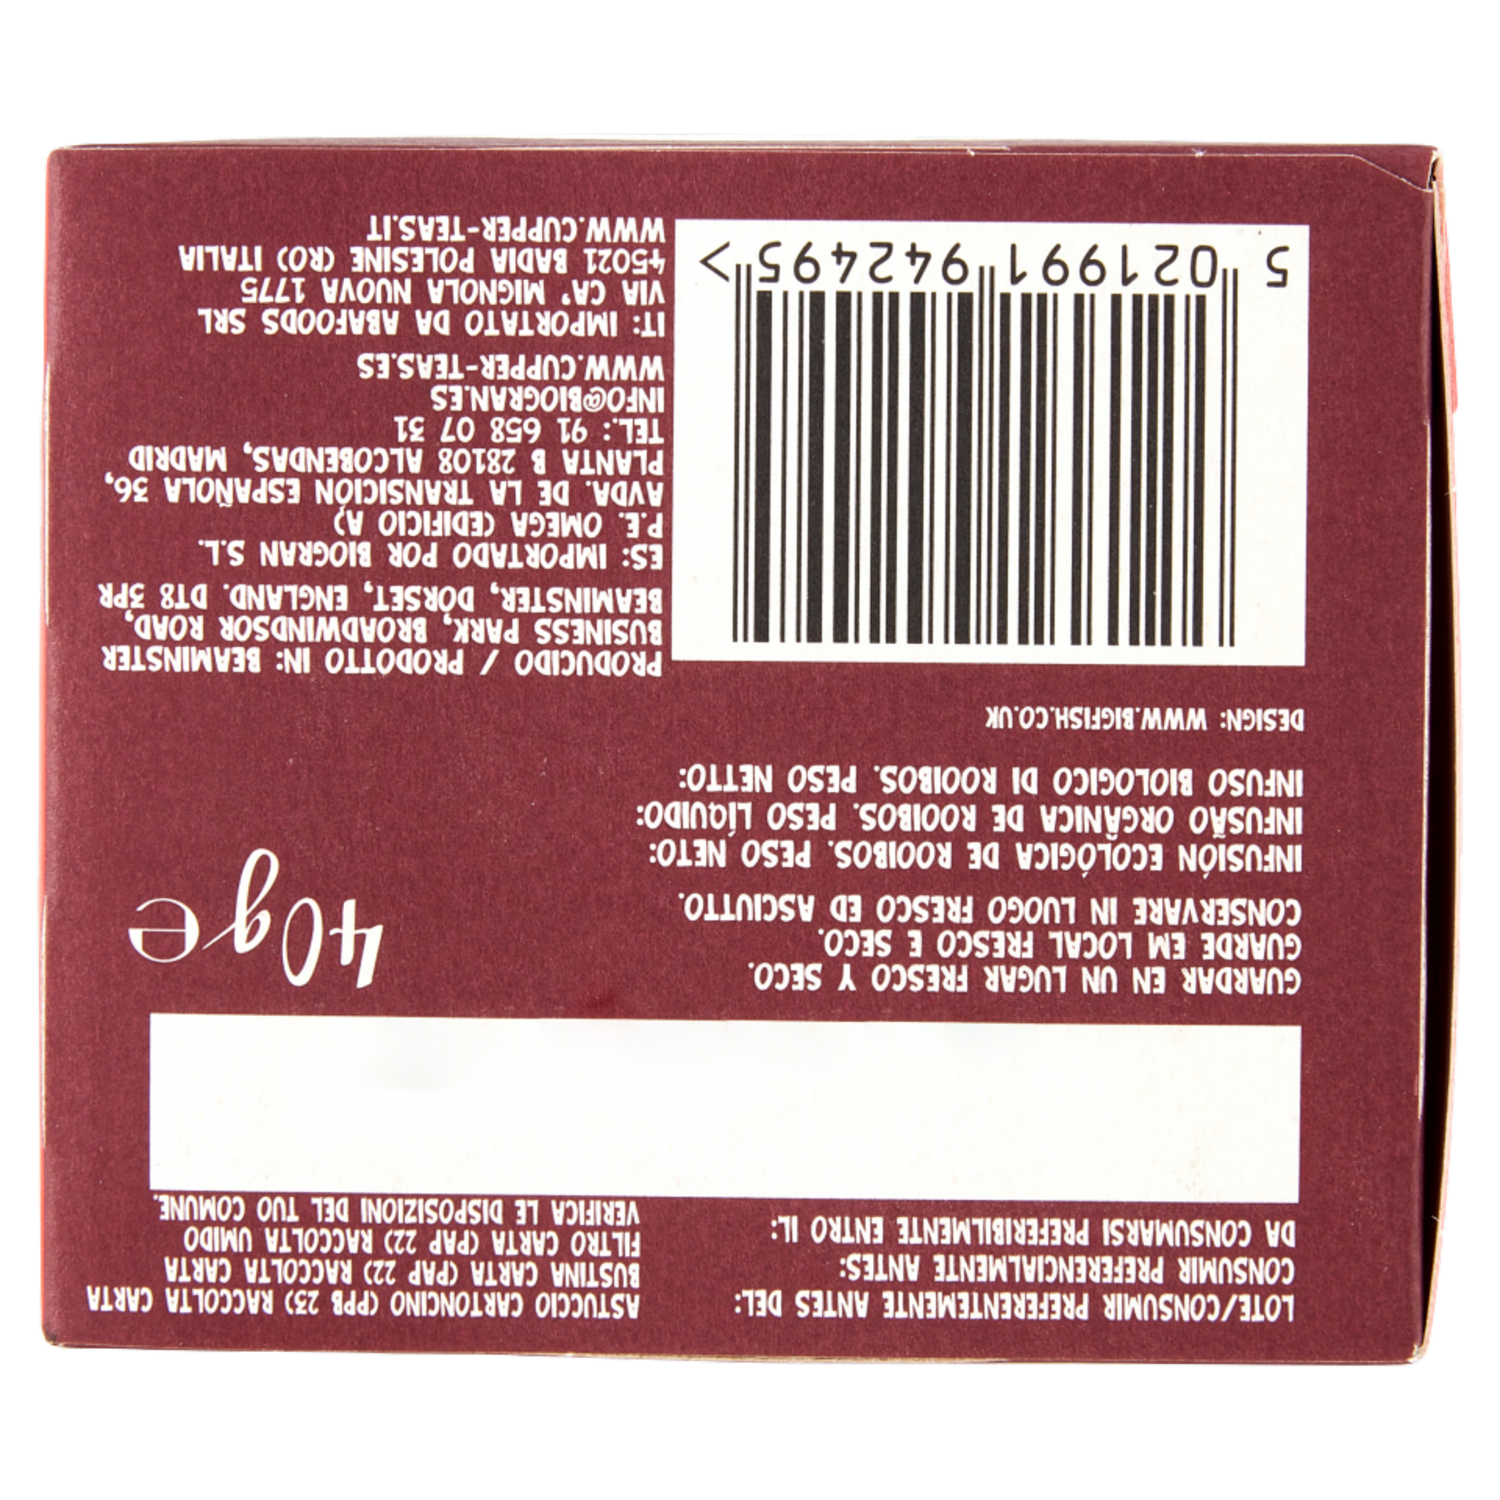 LOTE/CONSUMIR PREFERENTEMENTE ANTES DEL:
CONSUMIR PREFERENCIALMENTE ANTES:
DA CONSUMARSI PREFERIBILMENTE ENTRO IL:
ASTUCCIO CARTONCINO (PPB 23) RACCOLTA CARTA
BUSTINA CARTA (PAP 22) RACCOLTA CARTA
FILTRO CARTA (PAP 22) RACCOLTA UMIDO
VERIFICA LE DISPOSIZIONI DEL TUO COMUNE.
GUARDAR EN UN LUGAR FRESCO Y SECO.
GUARDE EM LOCAL FRESCO E SECO.
CONSERVARE IN LUOGO FRESCO ED ASCIUTTO.
INFUSIÓN ECOLÓGICA DE ROOIBOS. PESO NETO:
INFUSÃO ORGÂNICA DE ROOIBOS. PESO LÍQUIDO:
INFUSO BIOLOGICO DI ROOIBOS. PESO NETTO:
40g e
DESIGN: WWW.BIGFISH.CO.UK
5 021991 942495 >
PRODUCIDO / PRODOTTO IN: BEAMINSTER
BUSINESS PARK, BROADWINDSOR ROAD,
BEAMINSTER, DORSET, ENGLAND. DT8 3PR
ES: IMPORTADO POR BIOGRAN S.L.
P.E. OMEGA (EDIFICIO A)
AVDA. DE LA TRANSICIÓN ESPAÑOLA 36,
PLANTA B 28108 ALCOBENDAS, MADRID
TEL.: 91 658 07 31
INFO@BIOGRAN.ES
WWW.CUPPER-TEAS.ES
IT: IMPORTATO DA ABAFOODS SRL
VIA CA' MIGNOLA NUOVA 1775
45021 BADIA POLESINE (RO) ITALIA
WWW.CUPPER-TEAS.IT